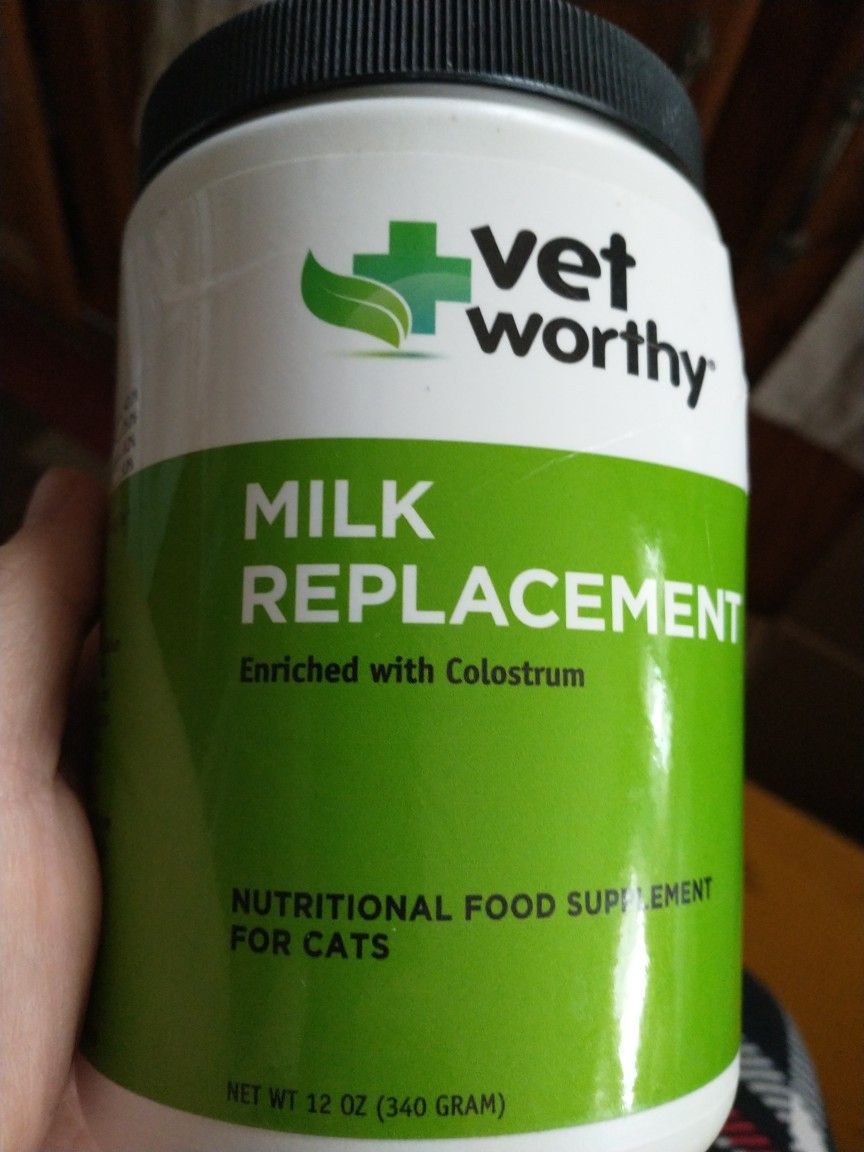 vet
worthy®
MILK
REPLACEMENT
Enriched with Colostrum
NUTRITIONAL FOOD SUPPLEMENT
FOR CATS
NET WT 12 OZ (340 GRAM)